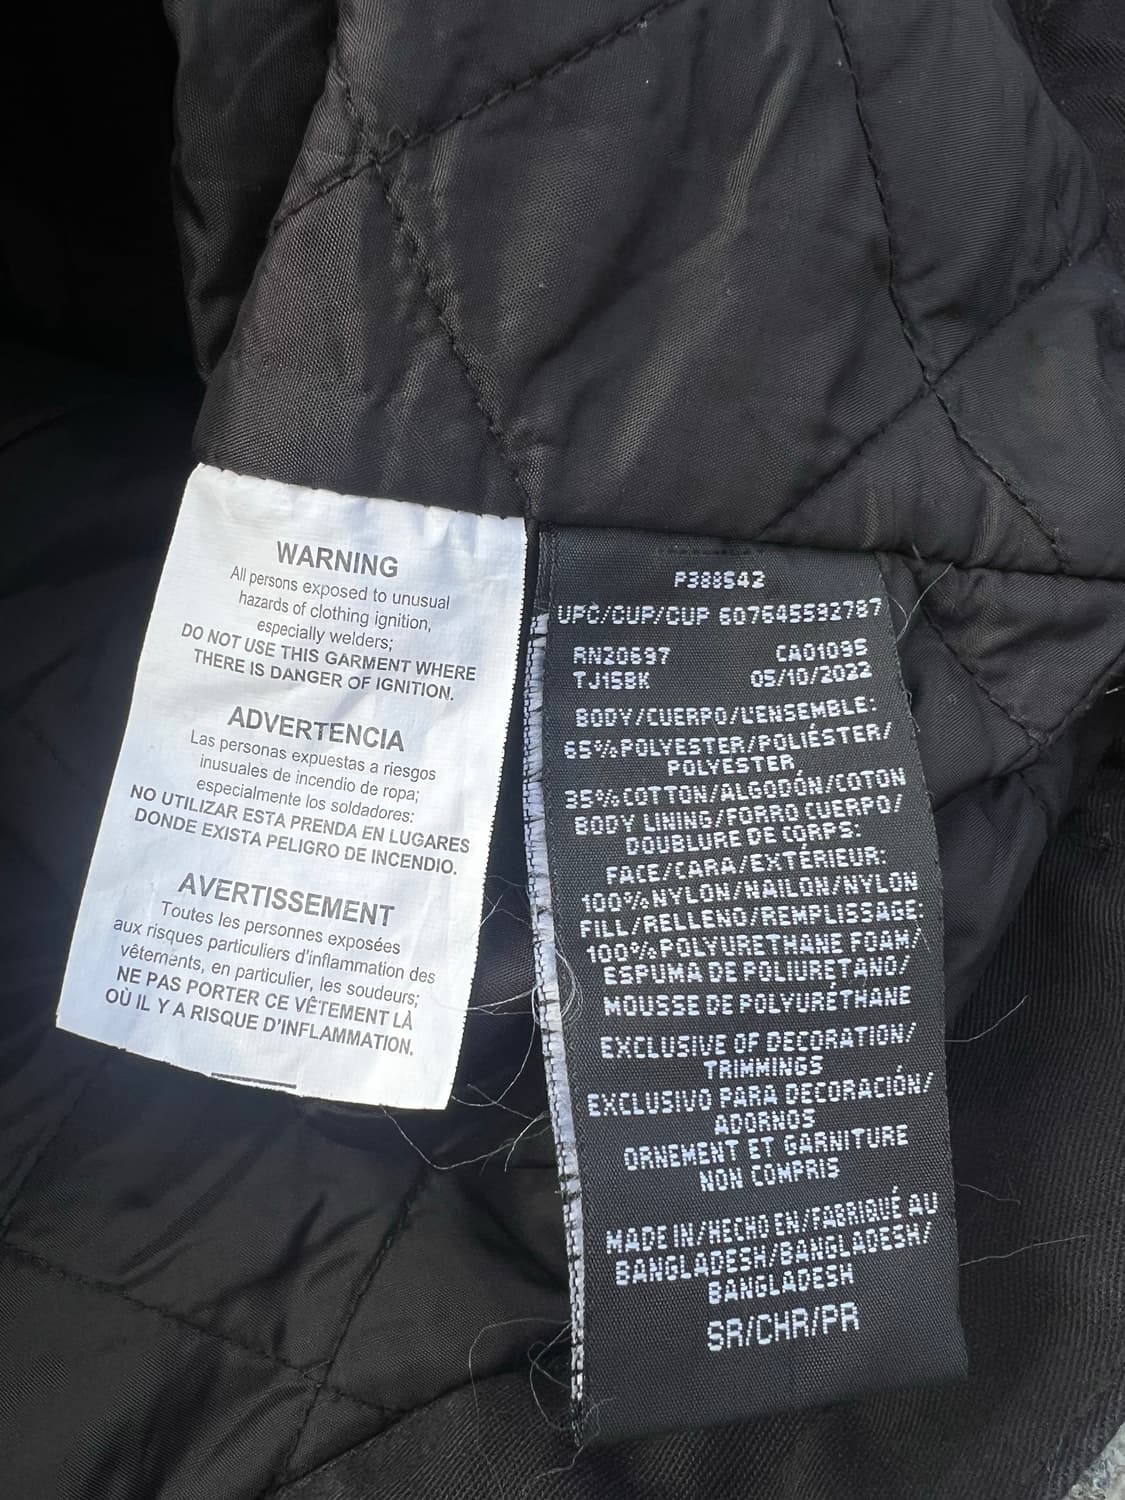 WARNING
All persons exposed to unusual
hazards of clothing ignition,
especially welders;
DO NOT USE THIS GARMENT WHERE
THERE IS DANGER OF IGNITION.
ADVERTENCIA
Las personas expuestas a riesgos
inusuales de incendio de ropa;
especialmente los soldadores:
NO UTILIZAR ESTA PRENDA EN LUGARES
DONDE EXISTA PELIGRO DE INCENDIO.
AVERTISSEMENT
Toutes les personnes exposées
aux risques particuliers d'inflammation des
vêtements, en particulier, les soudeurs;
NE PAS PORTER CE VÊTEMENT LÀ
OÙ IL Y A RISQUE D'INFLAMMATION.
P388543
UPC/CUP/CUP 607645592787
RN20697 CA01095
TJ15BK 05/10/2022
BODY/CUERPO/L'ENSEMBLE:
65%POLYESTER/POLIÉSTER/
POLYESTER
35%COTTON/ALGODÓN/COTON
BODY LINING/FORRO CUERPO/
DOUBLURE DE CORPS:
FACE/CARA/EXTÉRIEUR:
100%NYLON/NAILON/NYLON
FILL/RELLENO/REMPLISSAGE:
100%POLYURETHANE FOAM/
ESPUMA DE POLIURETANO/
MOUSSE DE POLYURÉTHANE
EXCLUSIVE OF DECORATION/
TRIMMINGS
EXCLUSIVO PARA DECORACIÓN/
ADORNOS
ORNEMENT ET GARNITURE
NON COMPRIS
MADE IN/HECHO EN/FABRIQUÉ AU
BANGLADESH/BANGLADESH/
BANGLADESH
SR/CHR/PR